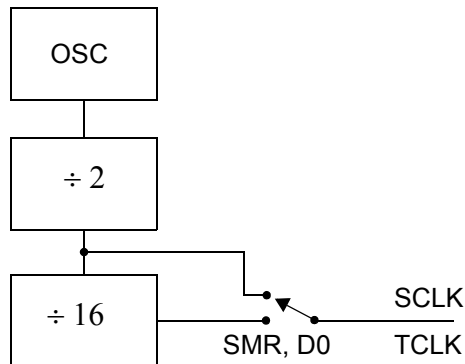 OSC
÷ 2
÷ 16
SCLK
SMR, D0 TCLK